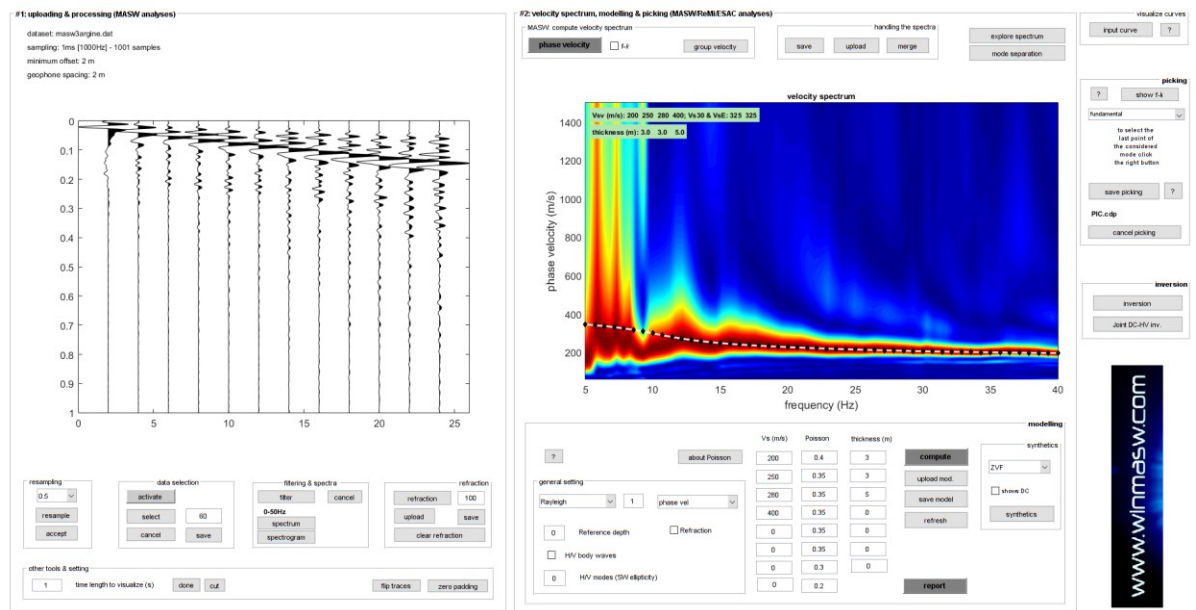 #1: uploading & processing (MASW analyses)
dataset: masw3argine.dat
sampling: 1ms [1000Hz] - 1001 samples
minimum offset: 2 m
geophone spacing: 2 m
0
0.1
0.2
0.3
0.4
0.5
0.6
0.7
0.8
0.9
1
0 5 10 15 20 25
resampling
0.5
resample
accept
data selection
activate
select 60
cancel save
filtering & spectra
filter cancel
0-50Hz
spectrum
spectrogram
refraction
refraction 100
upload save
clear refraction
other tools & setting
1 time length to visualize (s) done cut flip traces zero padding
#2: velocity spectrum, modelling & picking (MASW/ReMi/ESAC analyses)
MASW: compute velocity spectrum
phase velocity f-k group velocity
handling the spectra
save upload merge
explore spectrum
mode separation
velocity spectrum
Vsv (m/s): 200 250 280 400; Vs30 & VsE: 325 325
thickness (m): 3.0 3.0 5.0
1400
1200
1000
800
600
400
200
phase velocity (m/s)
5 10 15 20 25 30 35 40
frequency (Hz)
modelling
? about Poisson
general setting
Rayleigh 1 phase vel
0 Reference depth Refraction
H/V body waves
0 H/V modes (SW ellipticity)
Vs (m/s) Poisson thickness (m)
200 0.4 3
250 0.35 3
280 0.35 5
400 0.35 0
0 0.35 0
0 0.35 0
0 0.3 0
0 0.2
compute
upload mod.
save model
refresh
report
synthetics
ZVF
shows DC
synthetics
visualize curves
input curve ?
picking
? show f-k
fundamental
to select the
last point of
the considered
mode click
the right button
save picking ?
PIC.cdp
cancel picking
inversion
inversion
Joint DC-HV inv.
www.winmasw.com